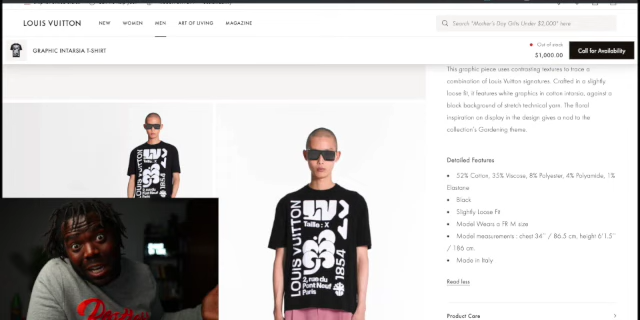 LOUIS VUITTON
NEW WOMEN MEN ART OF LIVING MAGAZINE
Search "Mother's Day Gifts Under $2,000" here
GRAPHIC INTARSIA T-SHIRT
Out of stock
$1,000.00
Call for Availability
This graphic piece uses contrasting textures to trace a
combination of Louis Vuitton signatures. Crafted in a slightly
loose fit, it features white graphics in cotton intarsia, against a
black background of stretch technical yarn. The floral
inspiration on display in the design gives a nod to the
collection's Gardening theme.
Detailed Features
• 52% Cotton, 35% Viscose, 8% Polyester, 4% Polyamide, 1%
Elastane
• Black
• Slightly Loose Fit
• Model Wears a FR M size
• Model measurements : chest 34" / 86.5 cm, height 6'1.5"
/ 186 cm.
• Made in Italy
Read less
Product Care
LOUIS VUITTON
1854
LOUIS VUITTON
Taille : X
2, rue du
Pont Neuf
Paris
1854